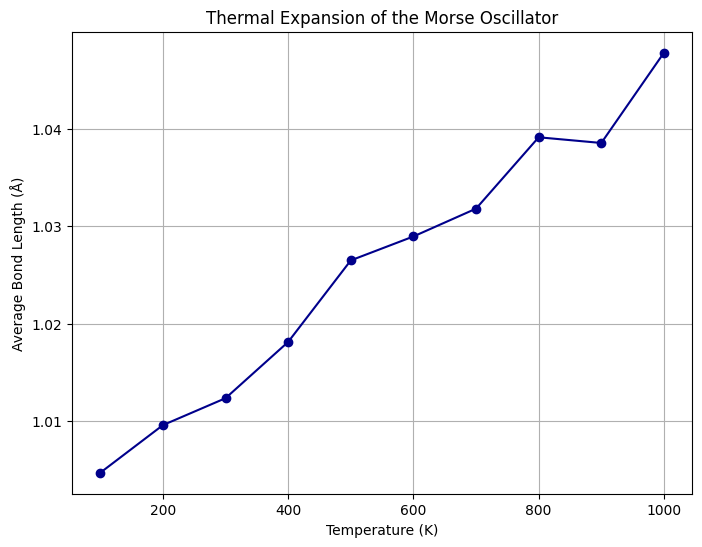 Thermal Expansion of the Morse Oscillator
1.04
1.03
1.02
1.01
Average Bond Length (Å)
200 400 600 800 1000
Temperature (K)